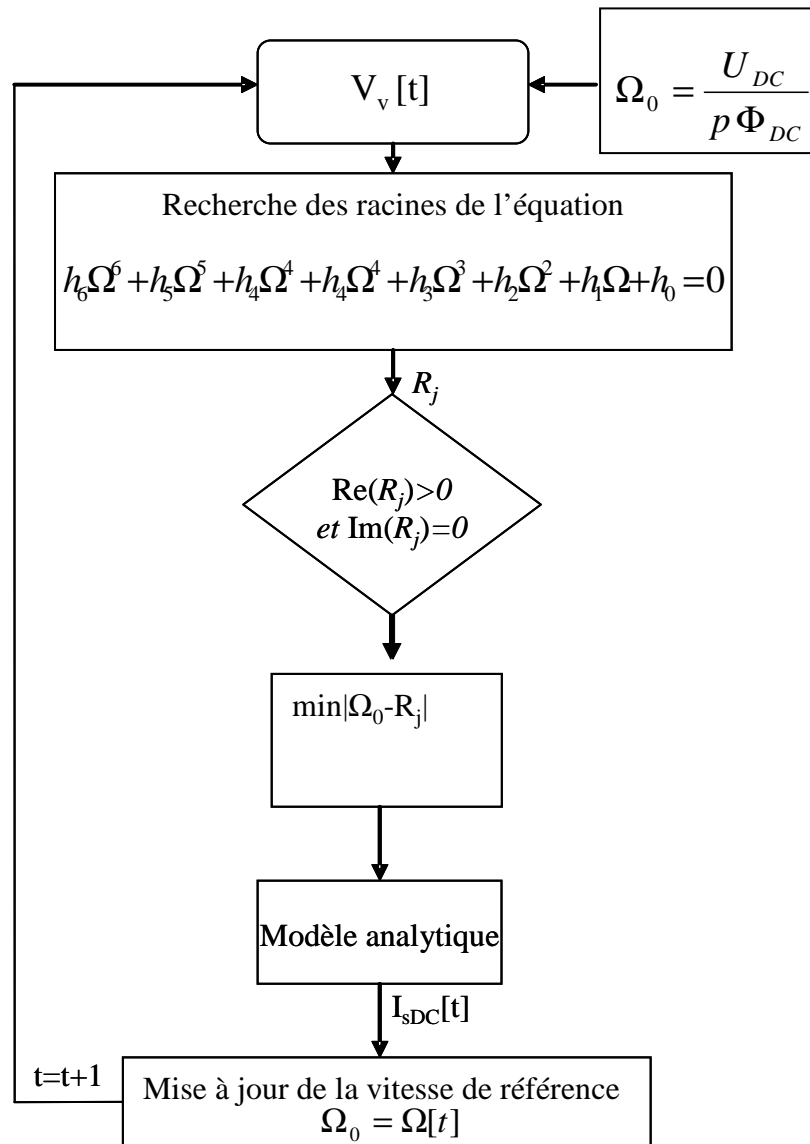 V_v [t]
Ω_0 = U_DC / (p Φ_DC)
Recherche des racines de l’équation
h_6Ω^6+h_5Ω^5+h_4Ω^4+h_4Ω^4+h_3Ω^3+h_2Ω^2+h_1Ω+h_0=0
R_j
Re(R_j)>0
et Im(R_j)=0
min|Ω_0-R_j|
Modèle analytique
I_sDC[t]
t=t+1
Mise à jour de la vitesse de référence
Ω_0 = Ω[t]